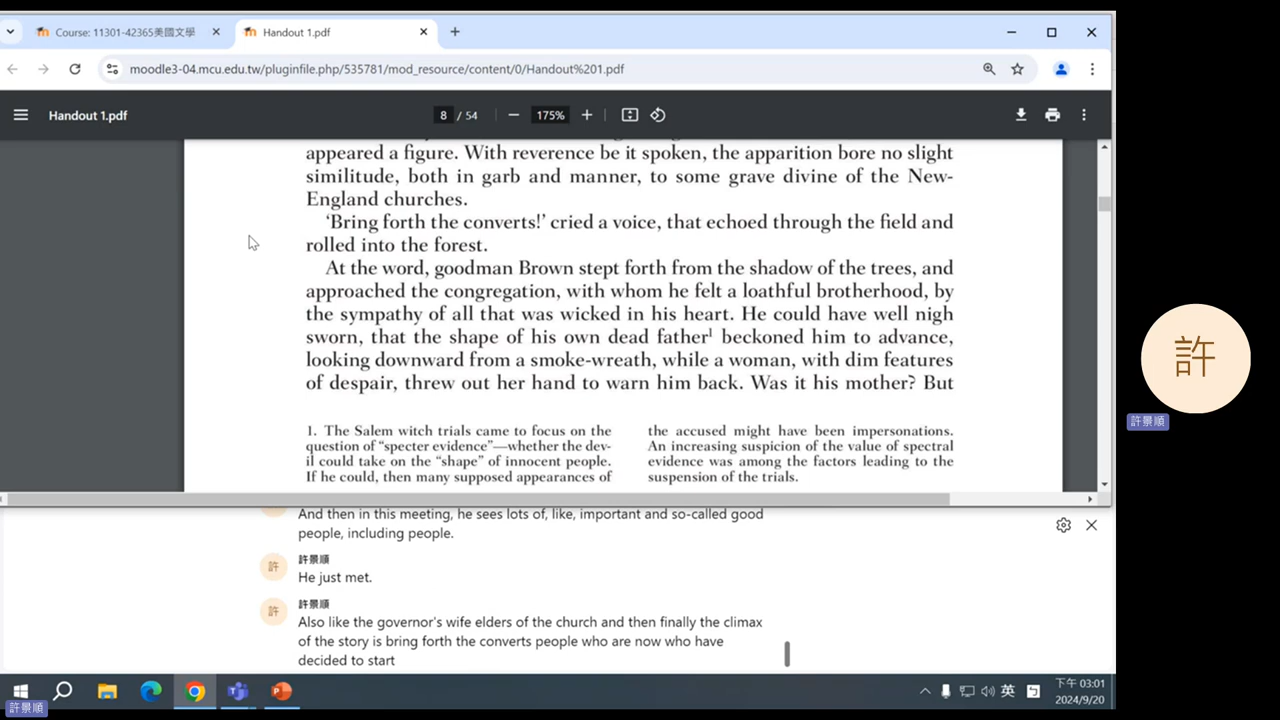 Course: 11301-42365美國文學
Handout 1.pdf
moodle3-04.mcu.edu.tw/pluginfile.php/535781/mod_resource/content/0/Handout%201.pdf
Handout 1.pdf
8 / 54
175%
appeared a figure. With reverence be it spoken, the apparition bore no slight
similitude, both in garb and manner, to some grave divine of the New-
England churches.
‘Bring forth the converts!’ cried a voice, that echoed through the field and
rolled into the forest.
At the word, goodman Brown stept forth from the shadow of the trees, and
approached the congregation, with whom he felt a loathful brotherhood, by
the sympathy of all that was wicked in his heart. He could have well nigh
sworn, that the shape of his own dead father1 beckoned him to advance,
looking downward from a smoke-wreath, while a woman, with dim features
of despair, threw out her hand to warn him back. Was it his mother? But
1. The Salem witch trials came to focus on the
question of “specter evidence”—whether the dev-
il could take on the “shape” of innocent people.
If he could, then many supposed appearances of
the accused might have been impersonations.
An increasing suspicion of the value of spectral
evidence was among the factors leading to the
suspension of the trials.
And then in this meeting, he sees lots of, like, important and so-called good
people, including people.
許
許景順
He just met.
許
許景順
Also like the governor's wife elders of the church and then finally the climax
of the story is bring forth the converts people who are now who have
decided to start
許
許景順
英
ㄅ
下午 03:01
2024/9/20
許景順